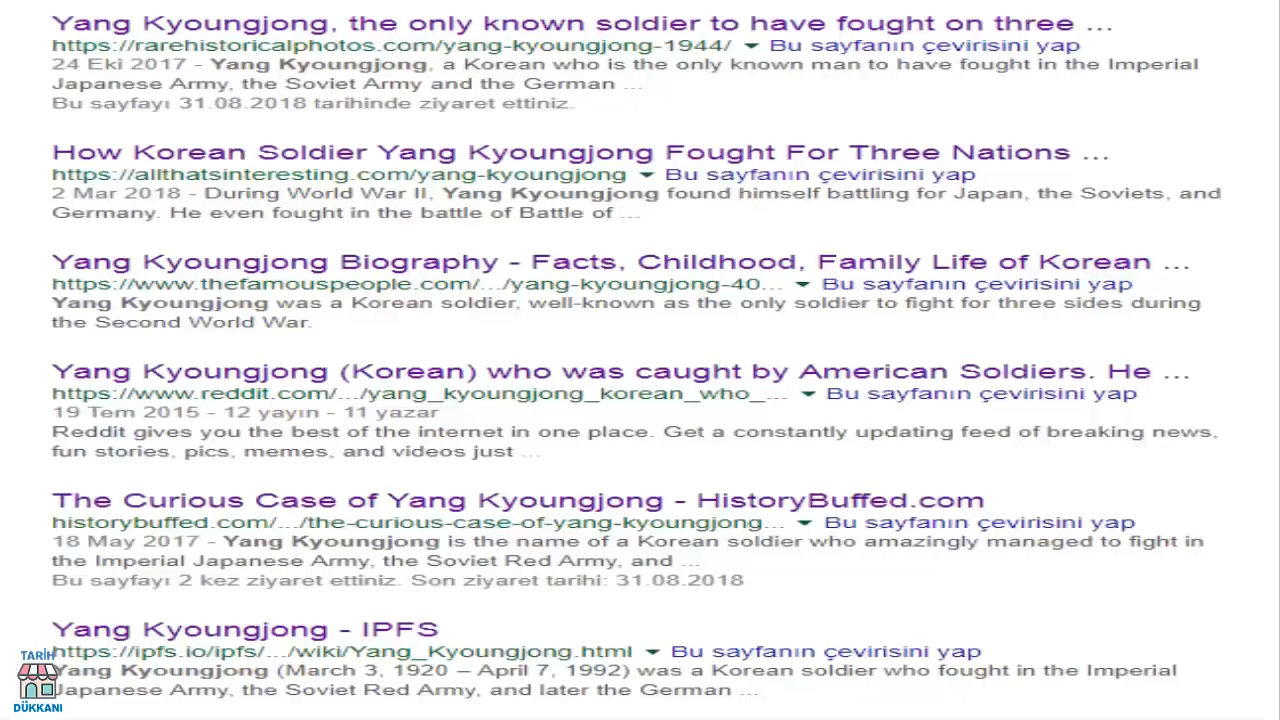 Yang Kyoungjong, the only known soldier to have fought on three ...
https://rarehistoricalphotos.com/yang-kyoungjong-1944/ ▼ Bu sayfanın çevirisini yap
24 Eki 2017 - Yang Kyoungjong, a Korean who is the only known man to have fought in the Imperial
Japanese Army, the Soviet Army and the German ...
Bu sayfayı 31.08.2018 tarihinde ziyaret ettiniz.
How Korean Soldier Yang Kyoungjong Fought For Three Nations ...
https://allthatsinteresting.com/yang-kyoungjong ▼ Bu sayfanın çevirisini yap
2 Mar 2018 - During World War II, Yang Kyoungjong found himself battling for Japan, the Soviets, and
Germany. He even fought in the battle of Battle of ...
Yang Kyoungjong Biography - Facts, Childhood, Family Life of Korean ...
https://www.thefamouspeople.com/.../yang-kyoungjong-40... ▼ Bu sayfanın çevirisini yap
Yang Kyoungjong was a Korean soldier, well-known as the only soldier to fight for three sides during
the Second World War.
Yang Kyoungjong (Korean) who was caught by American Soldiers. He ...
https://www.reddit.com/.../yang_kyoungjong_korean_who_... ▼ Bu sayfanın çevirisini yap
19 Tem 2015 - 12 yayın - 11 yazar
Reddit gives you the best of the internet in one place. Get a constantly updating feed of breaking news,
fun stories, pics, memes, and videos just ...
The Curious Case of Yang Kyoungjong - HistoryBuffed.com
historybuffed.com/.../the-curious-case-of-yang-kyoungjong... ▼ Bu sayfanın çevirisini yap
18 May 2017 - Yang Kyoungjong is the name of a Korean soldier who amazingly managed to fight in
the Imperial Japanese Army, the Soviet Red Army, and ...
Bu sayfayı 2 kez ziyaret ettiniz. Son ziyaret tarihi: 31.08.2018
Yang Kyoungjong - IPFS
https://ipfs.io/ipfs/.../wiki/Yang_Kyoungjong.html ▼ Bu sayfanın çevirisini yap
Yang Kyoungjong (March 3, 1920 – April 7, 1992) was a Korean soldier who fought in the Imperial
Japanese Army, the Soviet Red Army, and later the German ...
TARİH
DÜKKANI